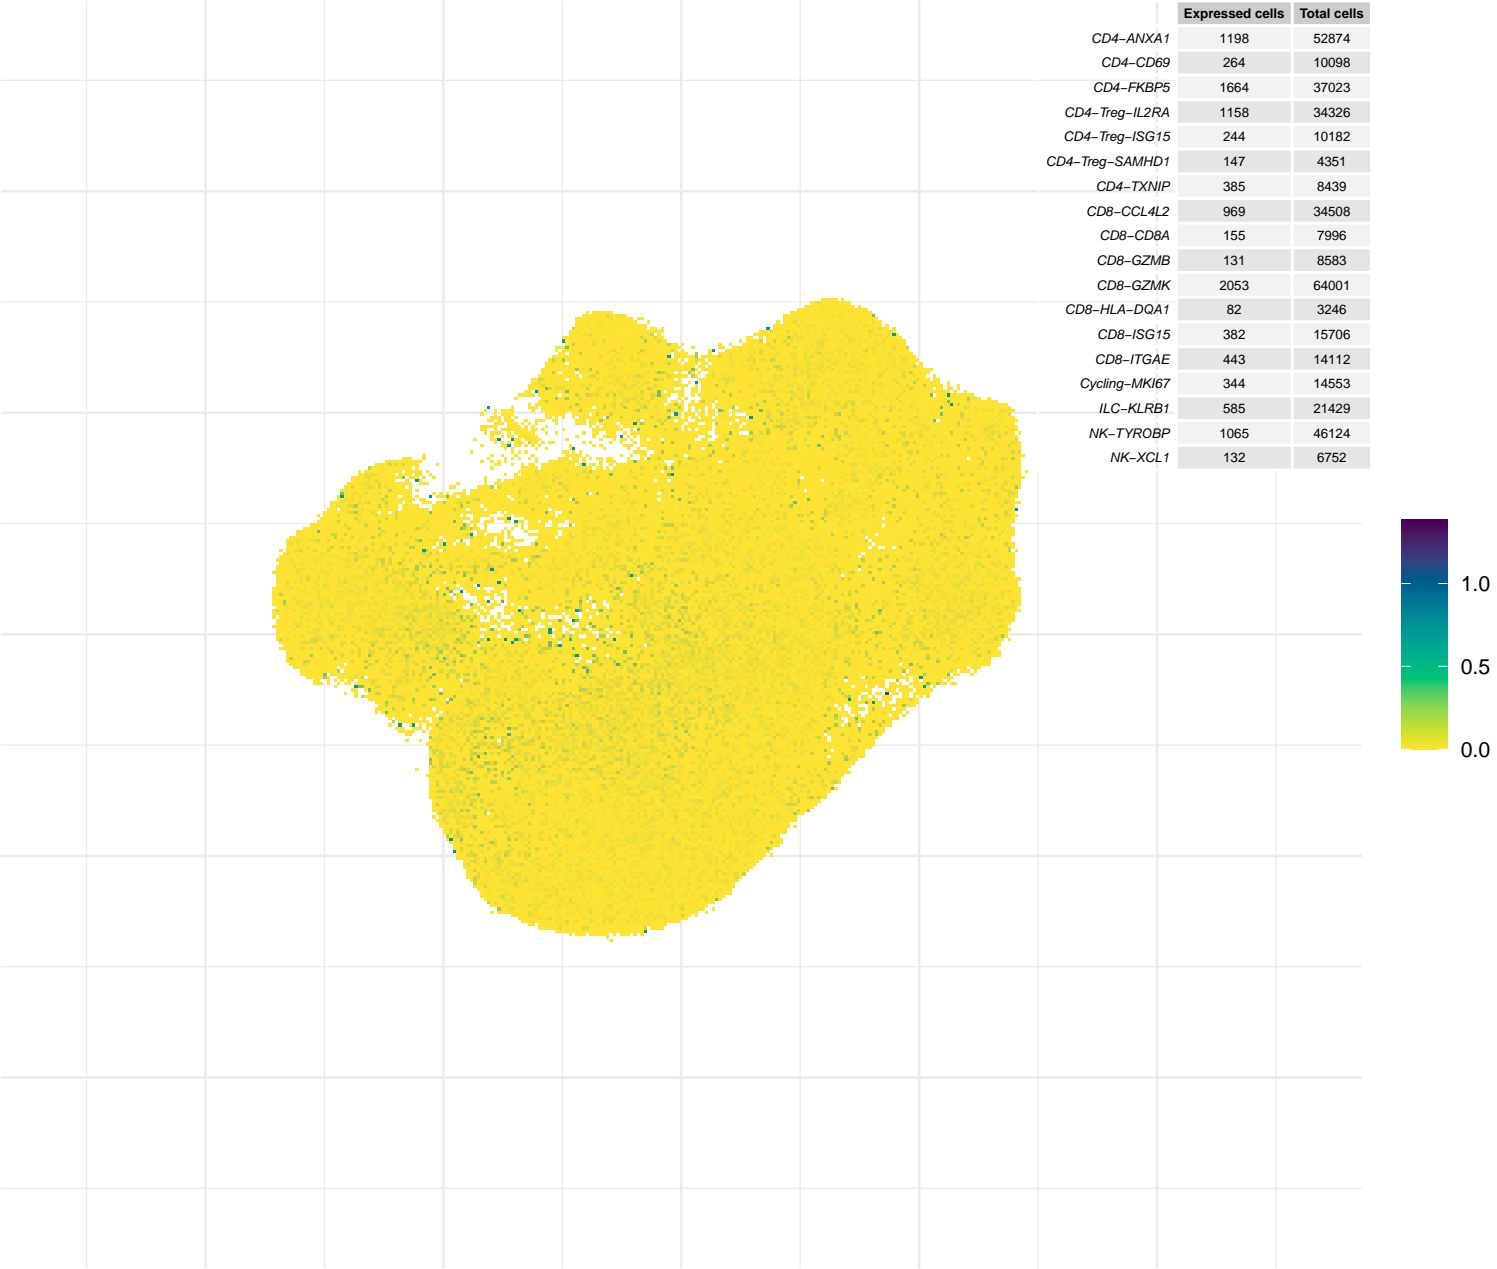 Expressed cells Total cells
CD4−ANXA1 1198 52874
CD4−CD69 264 10098
CD4−FKBP5 1664 37023
CD4−Treg−IL2RA 1158 34326
CD4−Treg−ISG15 244 10182
CD4−Treg−SAMHD1 147 4351
CD4−TXNIP 385 8439
CD8−CCL4L2 969 34508
CD8−CD8A 155 7996
CD8−GZMB 131 8583
CD8−GZMK 2053 64001
CD8−HLA−DQA1 82 3246
CD8−ISG15 382 15706
CD8−ITGAE 443 14112
Cycling−MKI67 344 14553
ILC−KLRB1 585 21429
NK−TYROBP 1065 46124
NK−XCL1 132 6752
1.0
0.5
0.0